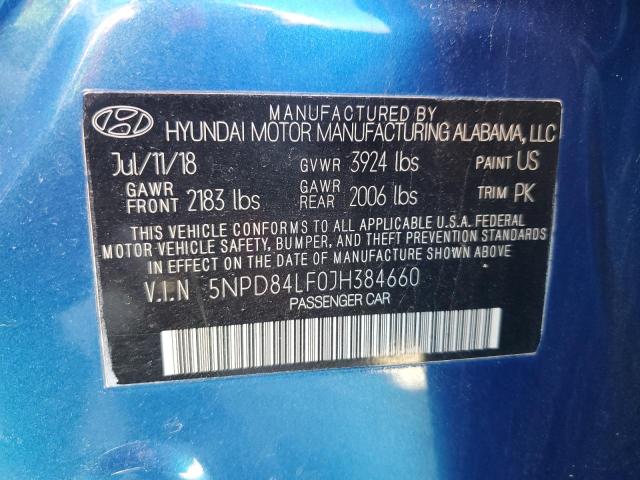 MANUFACTURED BY
HYUNDAI MOTOR MANUFACTURING ALABAMA, LLC
Jul/11/18 GVWR 3924 lbs PAINT US
GAWR FRONT 2183 lbs GAWR REAR 2006 lbs TRIM PK
THIS VEHICLE CONFORMS TO ALL APPLICABLE U.S.A. FEDERAL
MOTOR VEHICLE SAFETY, BUMPER, AND THEFT PREVENTION STANDARDS
IN EFFECT ON THE DATE OF MANUFACTURE SHOWN ABOVE.
V.I.N 5NPD84LF0JH384660
PASSENGER CAR